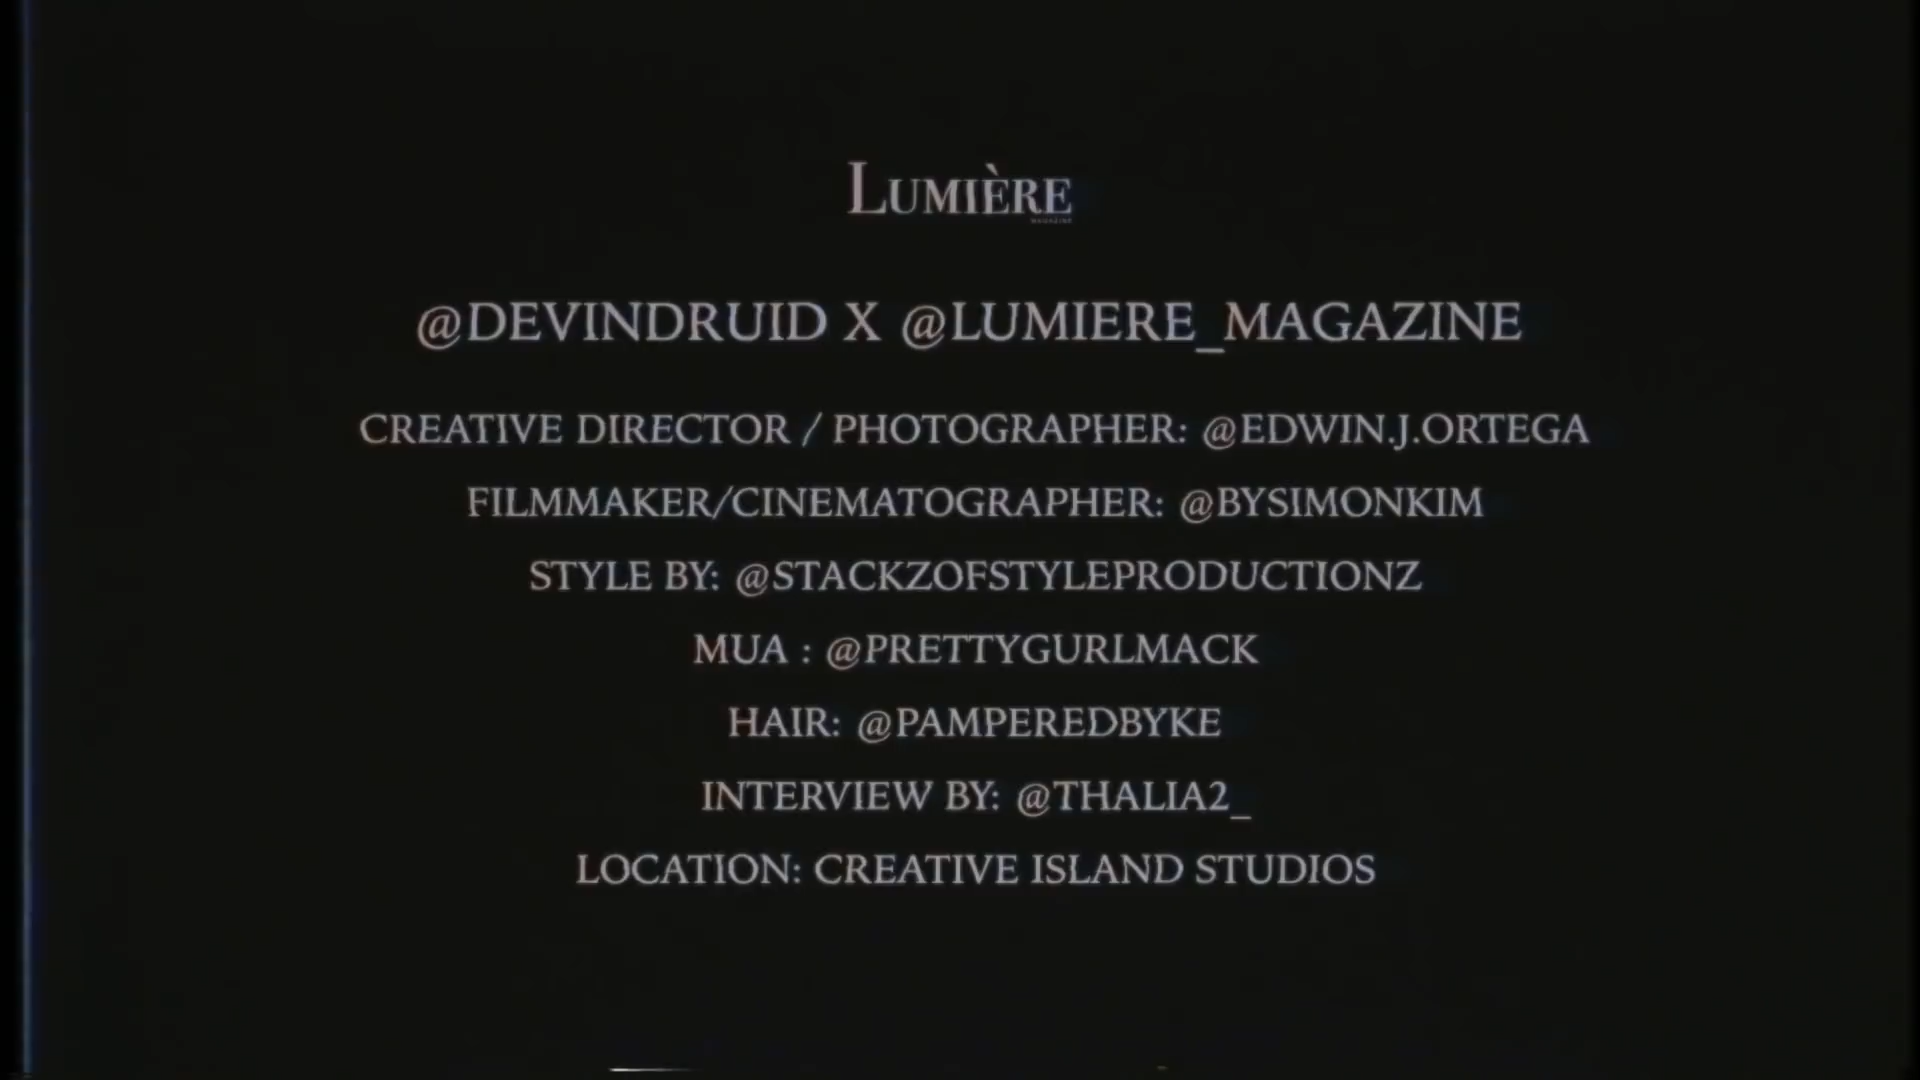 LUMIÈRE
MAGAZINE
@DEVINDRUID X @LUMIERE_MAGAZINE
CREATIVE DIRECTOR / PHOTOGRAPHER: @EDWIN.J.ORTEGA
FILMMAKER/CINEMATOGRAPHER: @BYSIMONKIM
STYLE BY: @STACKZOFSTYLEPRODUCTIONZ
MUA : @PRETTYGURLMACK
HAIR: @PAMPEREDBYKE
INTERVIEW BY: @THALIA2_
LOCATION: CREATIVE ISLAND STUDIOS